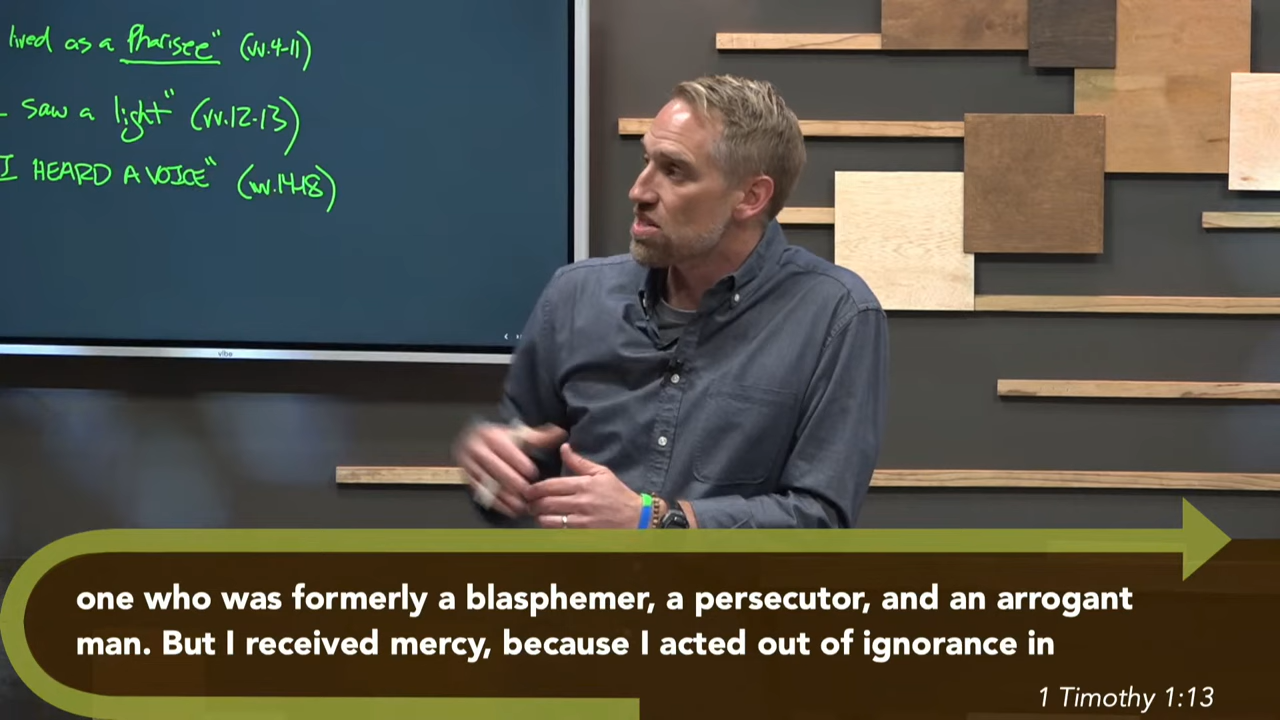 lived as a Pharisee" (vv.4-11)
saw a light" (vv.12-13)
I HEARD A VOICE" (vv.14-18)
vibe
one who was formerly a blasphemer, a persecutor, and an arrogant
man. But I received mercy, because I acted out of ignorance in
1 Timothy 1:13